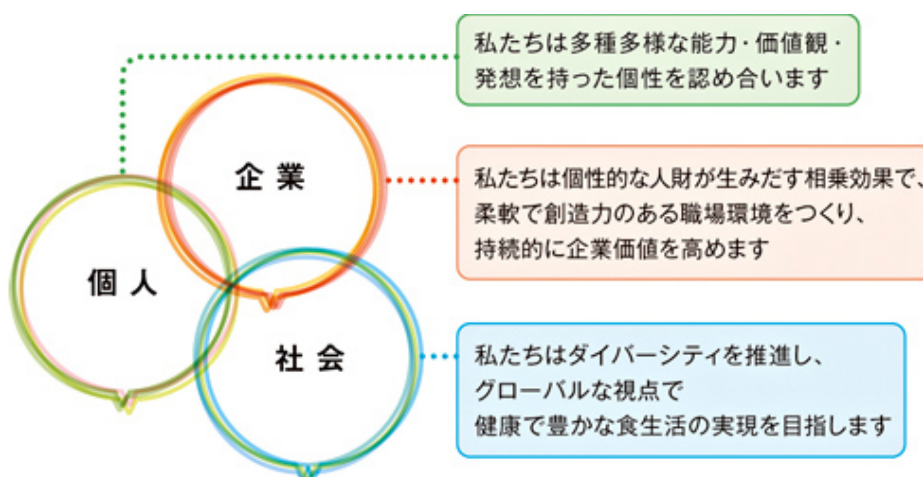 私たちは多種多様な能力・価値観・
発想を持った個性を認め合います
企業
私たちは個性的な人財が生みだす相乗効果で、
柔軟で創造力のある職場環境をつくり、
持続的に企業価値を高めます
個人
社会
私たちはダイバーシティを推進し、
グローバルな視点で
健康で豊かな食生活の実現を目指します